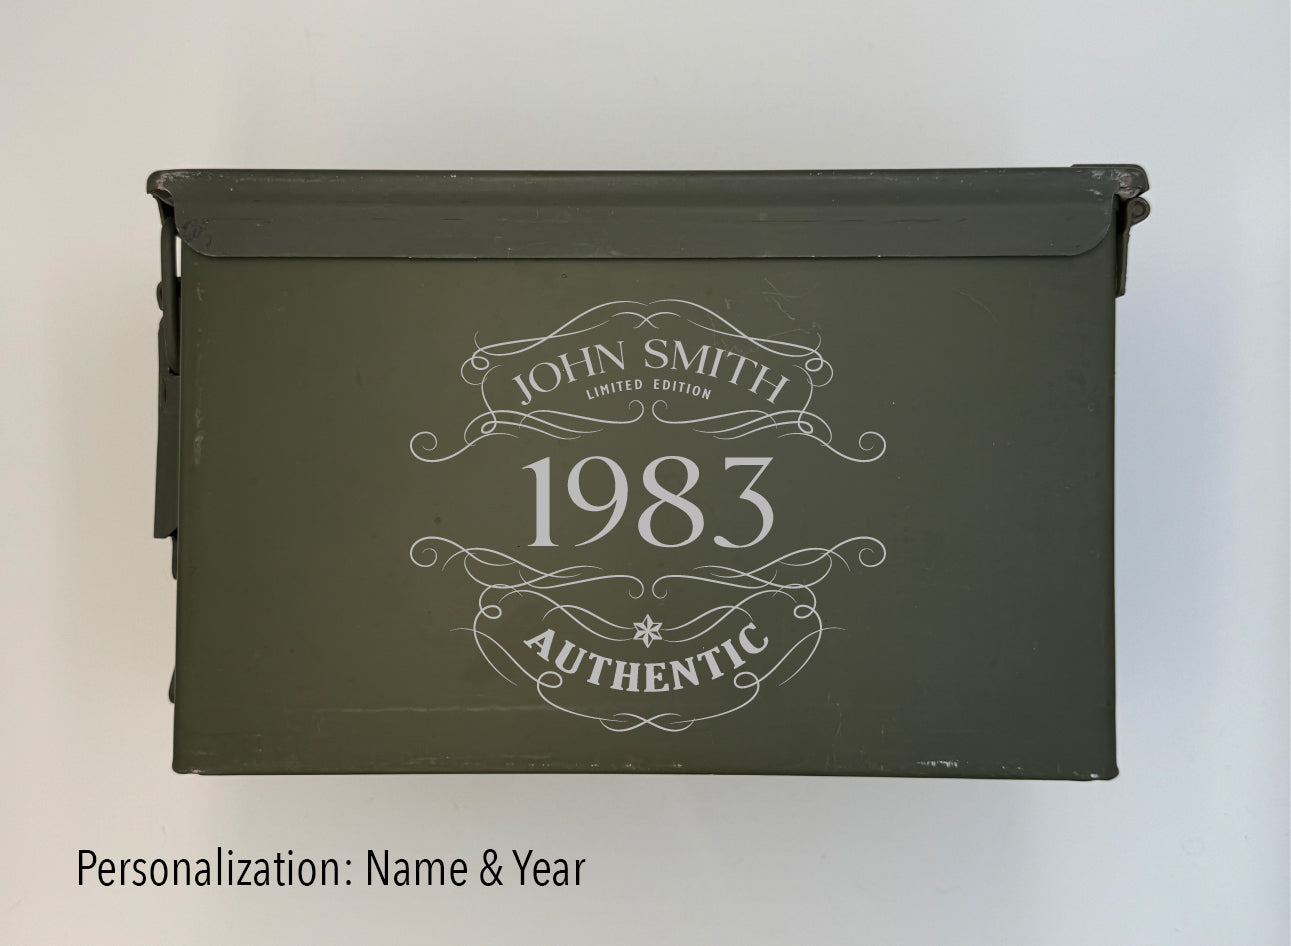 JOHN SMITH
LIMITED EDITION
1983
AUTHENTIC
Personalization: Name & Year